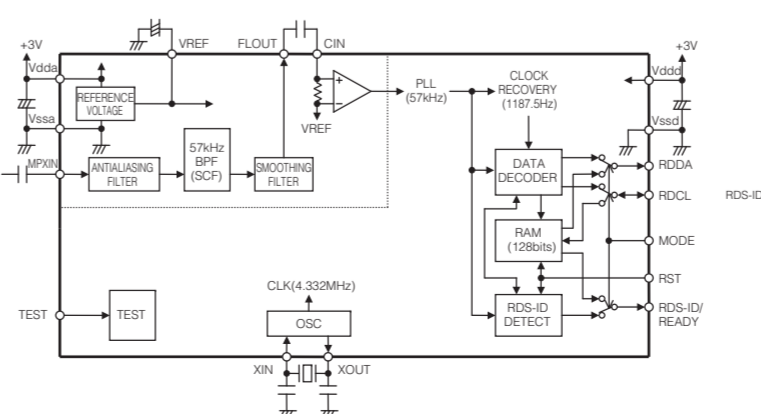 +3V
VREF
FLOUT
CIN
+3V
Vdda
REFERENCE
VOLTAGE
Vssa
+
−
VREF
PLL
(57kHz)
CLOCK
RECOVERY
(1187.5Hz)
Vddd
Vssd
MPXIN
ANTIALIASING
FILTER
57kHz
BPF
(SCF)
SMOOTHING
FILTER
DATA
DECODER
RDDA
RDCL
RDS-ID
RAM
(128bits)
MODE
RST
CLK(4.332MHz)
OSC
TEST
TEST
RDS-ID
DETECT
RDS-ID/
READY
XIN
XOUT